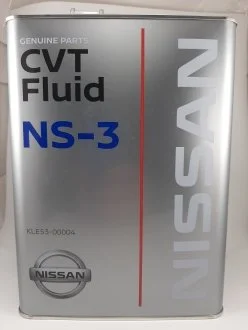 GENUINE PARTS
CVT
Fluid
NS-3
KLE53-00004
NISSAN
NISSAN